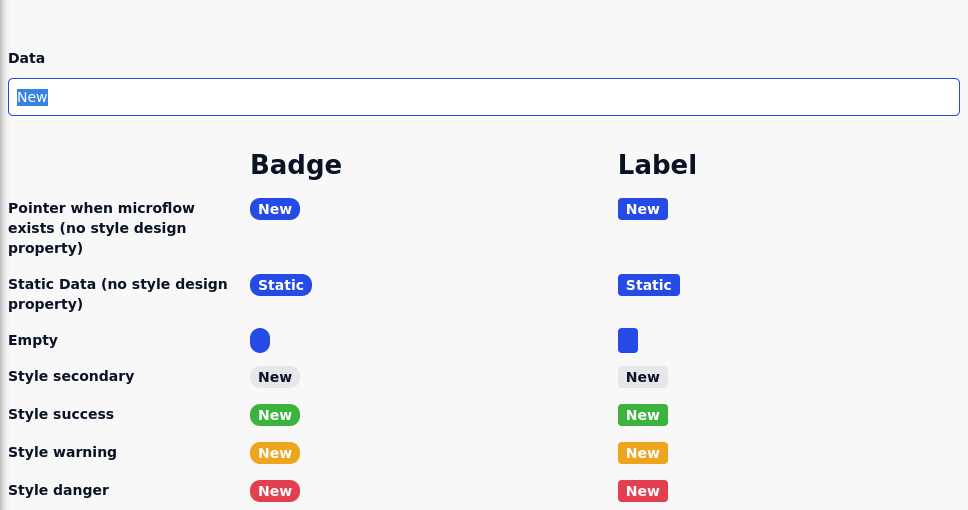 Data
New
Badge Label
Pointer when microflow New New
exists (no style design
property)
Static Data (no style design Static Static
property)
Empty
Style secondary New New
Style success New New
Style warning New New
Style danger New New